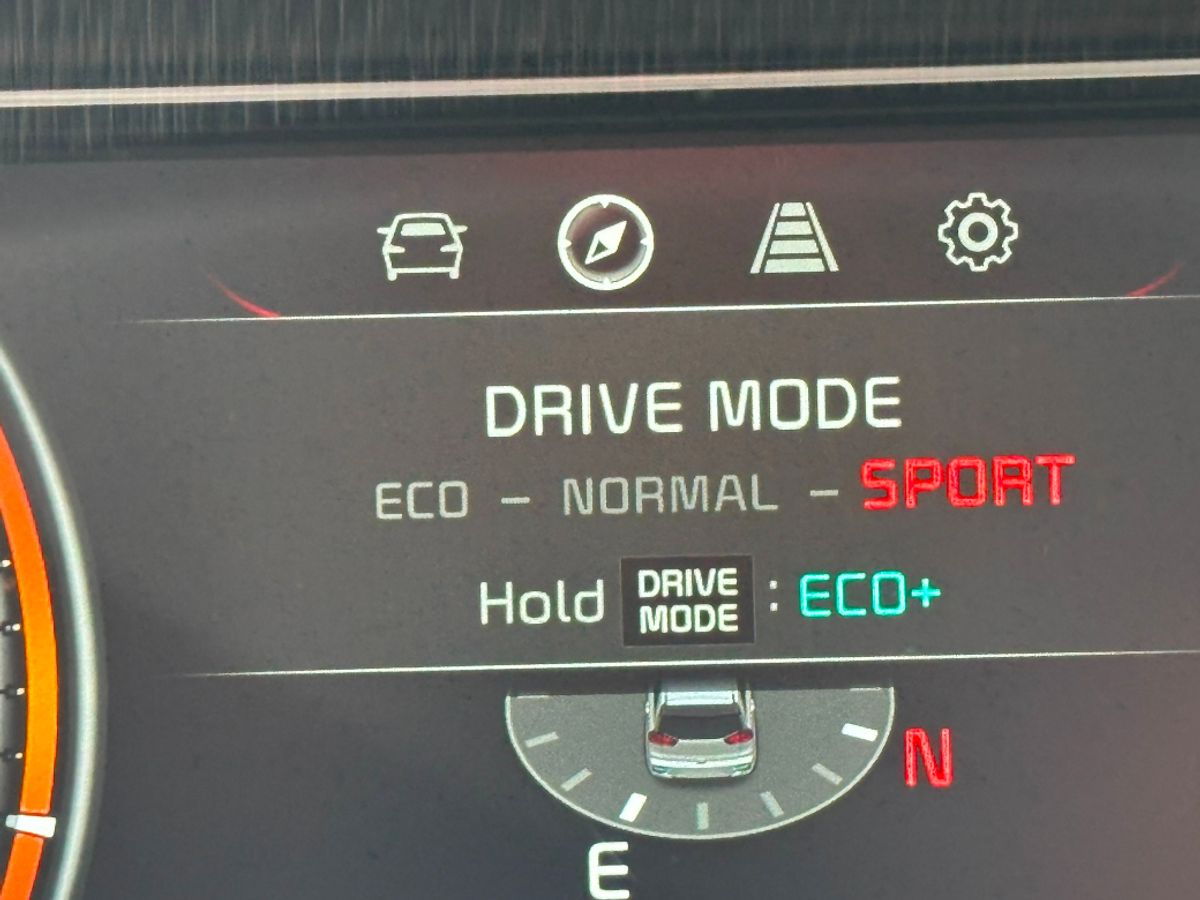 DRIVE MODE
ECO – NORMAL – SPORT
Hold DRIVE MODE : ECO+
N
E